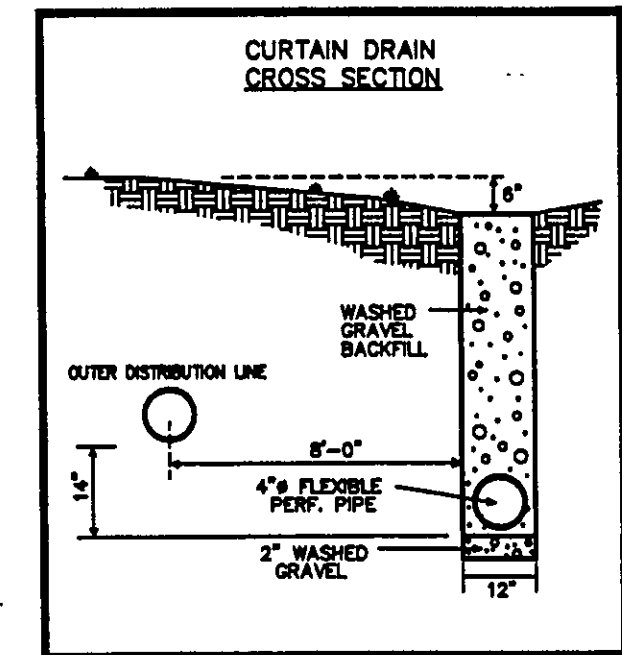 CURTAIN DRAIN
CROSS SECTION
6"
WASHED
GRAVEL
BACKFILL
OUTER DISTRIBUTION LINE
8'-0"
14"
4"ø FLEXIBLE
PERF. PIPE
2" WASHED
GRAVEL
12"